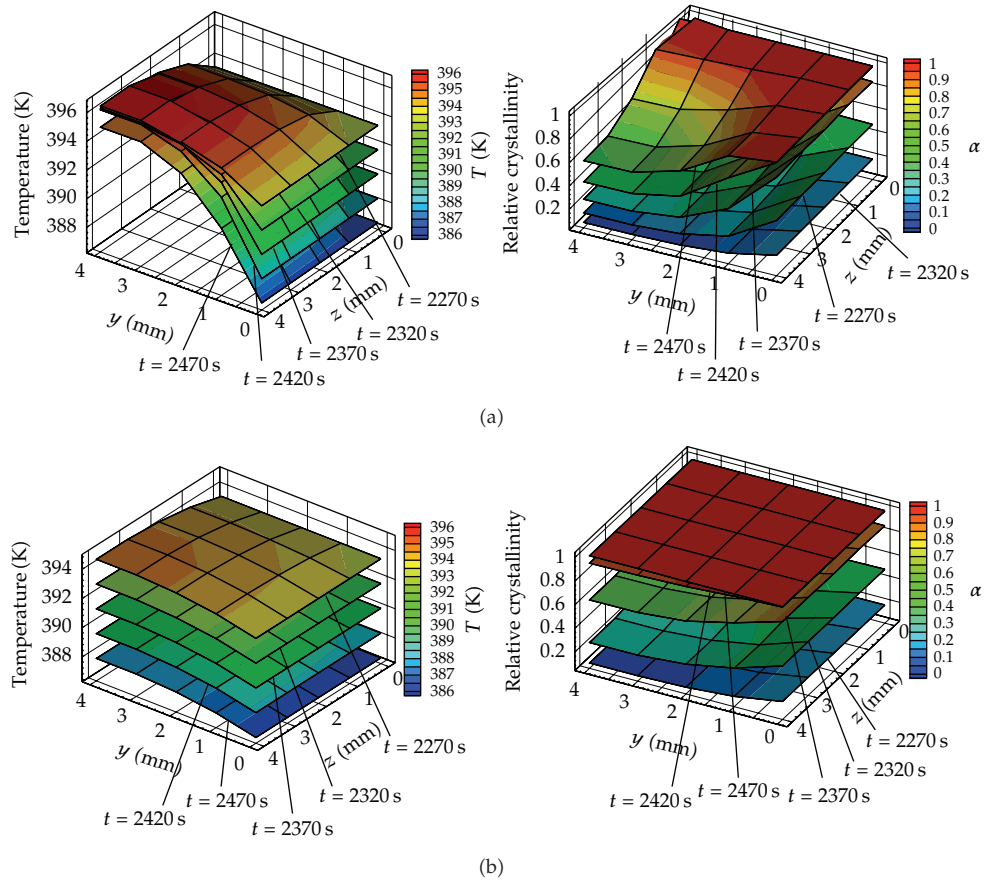 396
394
392
390
388
Temperature (K)
4
3
2
1
0
y (mm)
4
3
2
1
0
z (mm)
396
395
394
393
392
391
390
389
388
387
386
T (K)
t = 2270 s
t = 2320 s
t = 2370 s
t = 2470 s
t = 2420 s
1
0.8
0.6
0.4
0.2
Relative crystallinity
4
3
2
1
0
y (mm)
4
3
2
1
0
z (mm)
1
0.9
0.8
0.7
0.6
0.5
0.4
0.3
0.2
0.1
0
α
t = 2320 s
t = 2270 s
t = 2370 s
t = 2470 s
t = 2420 s
(a)
394
392
390
388
Temperature (K)
4
3
2
1
0
y (mm)
4
3
2
1
0
z (mm)
396
395
394
393
392
391
390
389
388
387
386
T (K)
t = 2270 s
t = 2320 s
t = 2470 s
t = 2420 s
t = 2370 s
1
0.8
0.6
0.4
0.2
Relative crystallinity
4
3
2
1
0
y (mm)
4
3
2
1
0
z (mm)
1
0.9
0.8
0.7
0.6
0.5
0.4
0.3
0.2
0.1
0
α
t = 2270 s
t = 2320 s
t = 2470 s
t = 2370 s
t = 2420 s
(b)